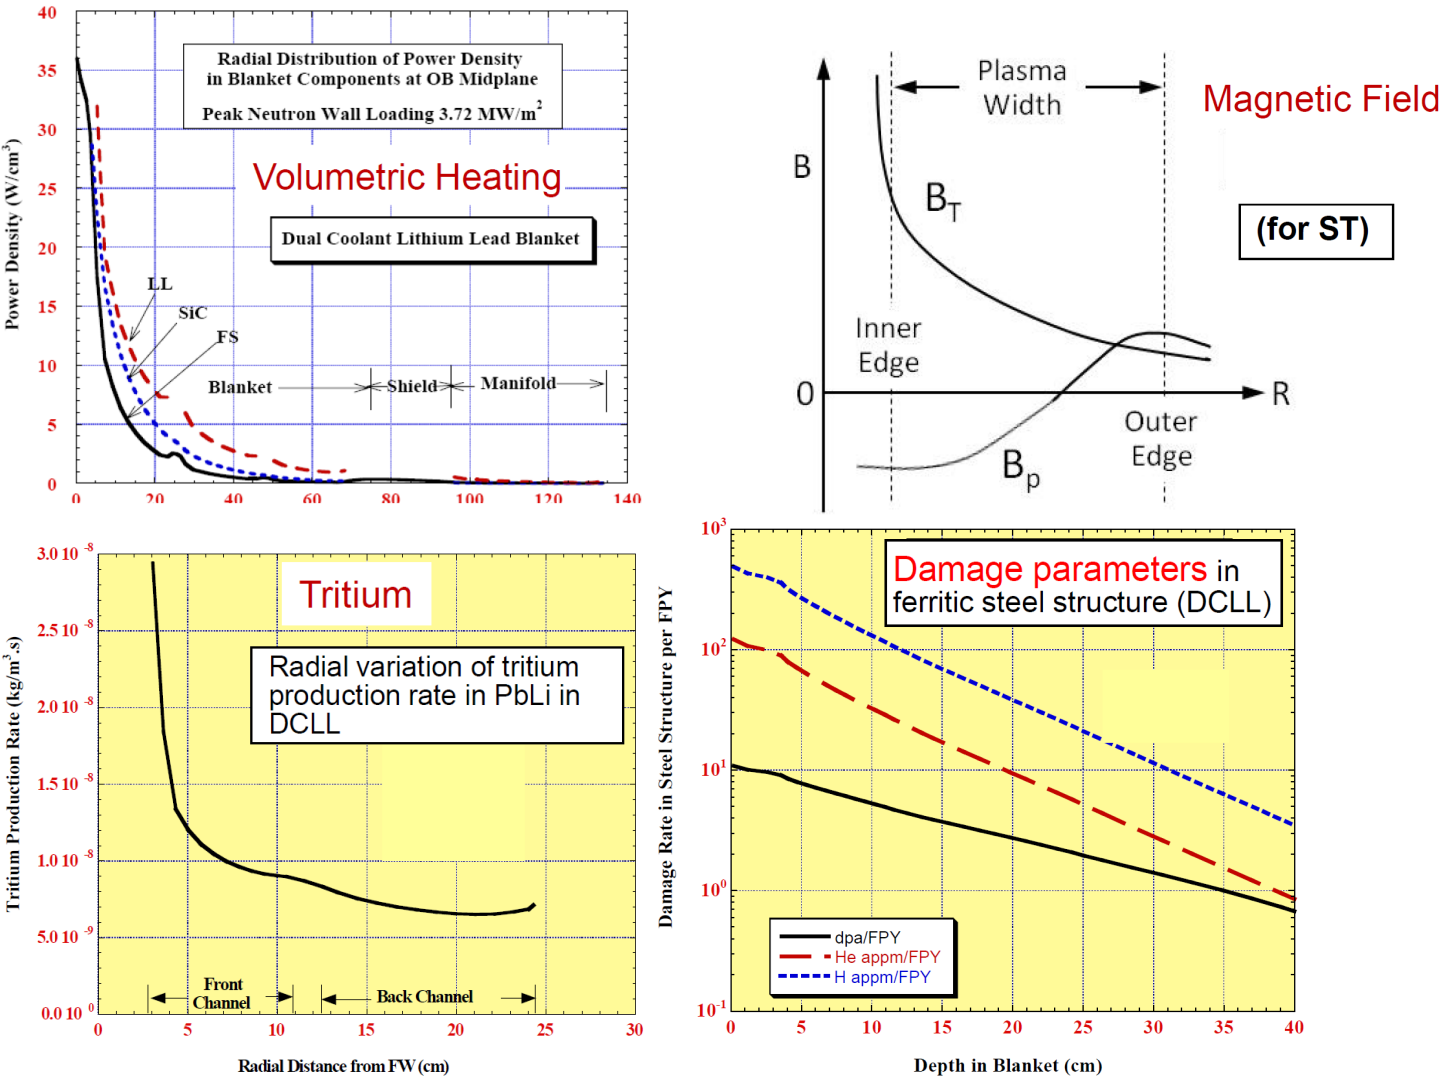 Radial Distribution of Power Density
in Blanket Components at OB Midplane
Peak Neutron Wall Loading 3.72 MW/m2
Volumetric Heating
Dual Coolant Lithium Lead Blanket
LL
SiC
FS
Blanket
Shield
Manifold
Power Density (W/cm3)
40
35
30
25
20
15
10
5
0
0 20 40 60 80 100 120 140
Plasma
Width
Magnetic Field
(for ST)
B
BT
Inner
Edge
0
R
Outer
Edge
Bp
Tritium
Radial variation of tritium
production rate in PbLi in
DCLL
Tritium Production Rate (kg/m3.s)
3.0 10 -8
2.5 10 -8
2.0 10 -8
1.5 10 -8
1.0 10 -8
5.0 10 -9
0.0 10 0
Front
Channel
Back Channel
0 5 10 15 20 25 30
Radial Distance from FW (cm)
Damage parameters in
ferritic steel structure (DCLL)
Damage Rate in Steel Structure per FPY
103
102
101
100
10-1
dpa/FPY
He appm/FPY
H appm/FPY
0 5 10 15 20 25 30 35 40
Depth in Blanket (cm)